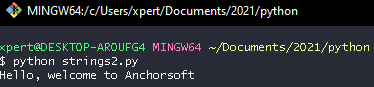 MINGW64:/c/Users/xpert/Documents/2021/python
xpert@DESKTOP-AROUFG4 MINGW64 ~/Documents/2021/python
$ python strings2.py
Hello, welcome to Anchorsoft